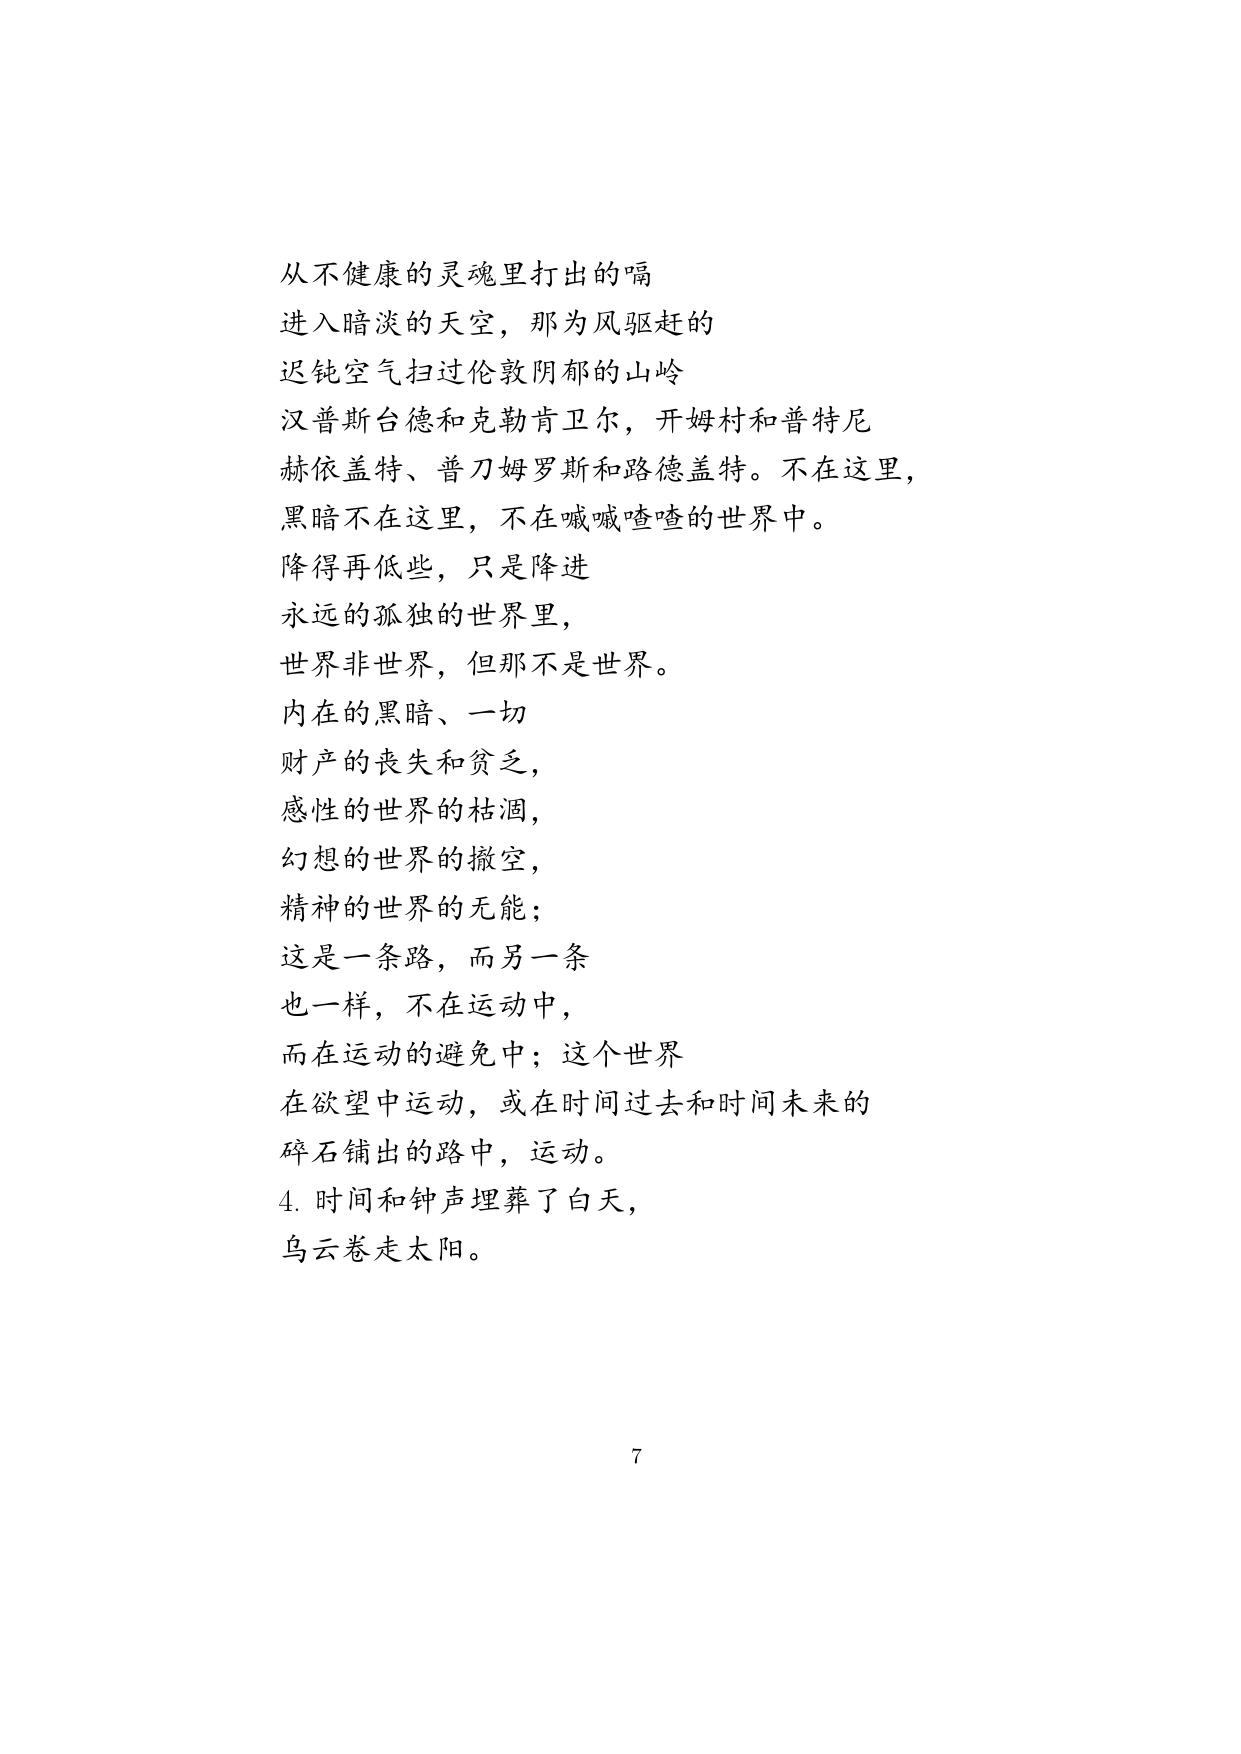 从不健康的灵魂里打出的嗝
进入暗淡的天空，那为风驱赶的
迟钝空气扫过伦敦阴郁的山岭
汉普斯台德和克勒肯卫尔，开姆村和普特尼
赫依盖特、普刀姆罗斯和路德盖特。不在这里，
黑暗不在这里，不在嘁嘁喳喳的世界中。
降得再低些，只是降进
永远的孤独的世界里，
世界非世界，但那不是世界。
内在的黑暗、一切
财产的丧失和贫乏，
感性的世界的枯涸，
幻想的世界的撤空，
精神的世界的无能；
这是一条路，而另一条
也一样，不在运动中，
而在运动的避免中；这个世界
在欲望中运动，或在时间过去和时间未来的
碎石铺出的路中，运动。
4. 时间和钟声埋葬了白天，
乌云卷走太阳。
7